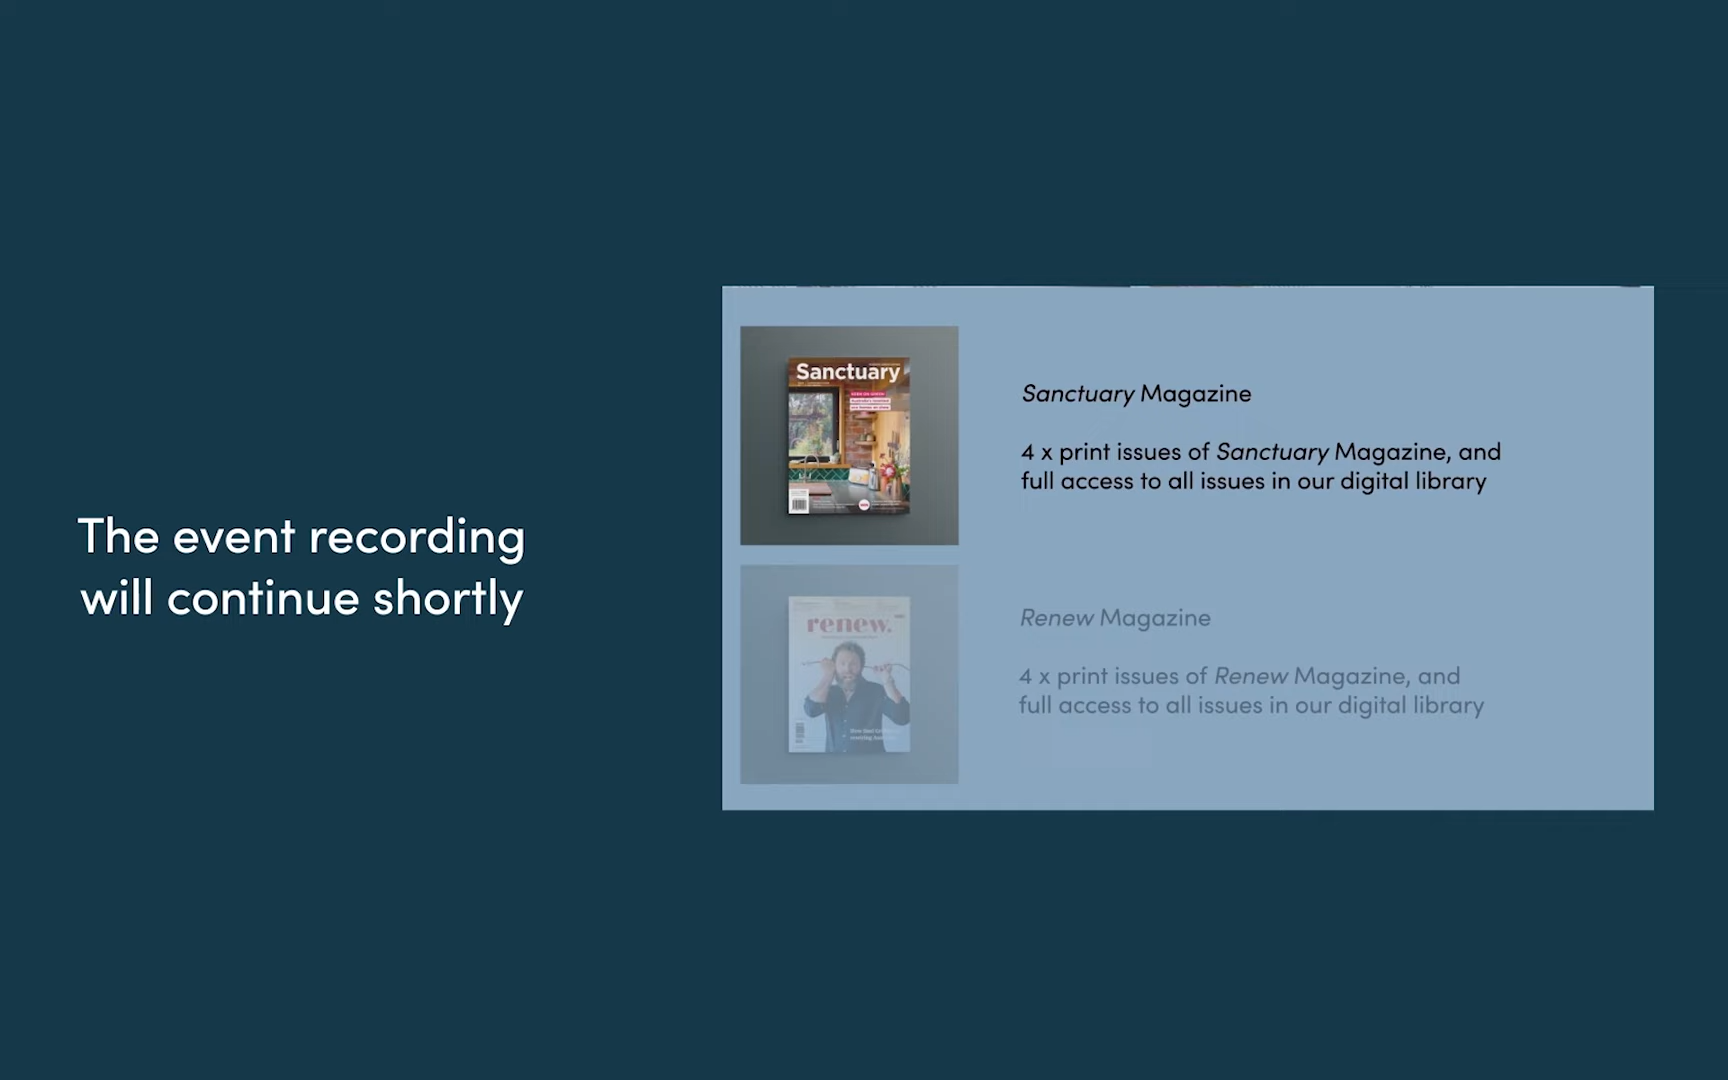 The event recording
will continue shortly
Sanctuary
Sanctuary Magazine
4 x print issues of Sanctuary Magazine, and
full access to all issues in our digital library
renew.
Renew Magazine
4 x print issues of Renew Magazine, and
full access to all issues in our digital library